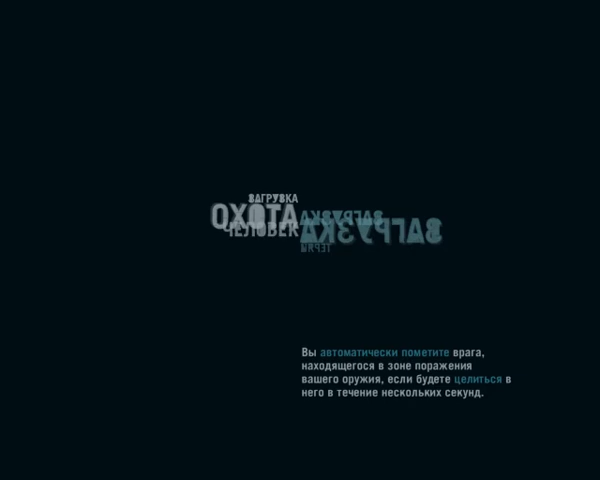 ЗАГРУЗКА
ОХОТА ЗАГРУЗКА
ЧЕЛОВЕК ЗАГРУЗКА
Вы автоматически пометите врага,
находящегося в зоне поражения
вашего оружия, если будете целиться в
него в течение нескольких секунд.